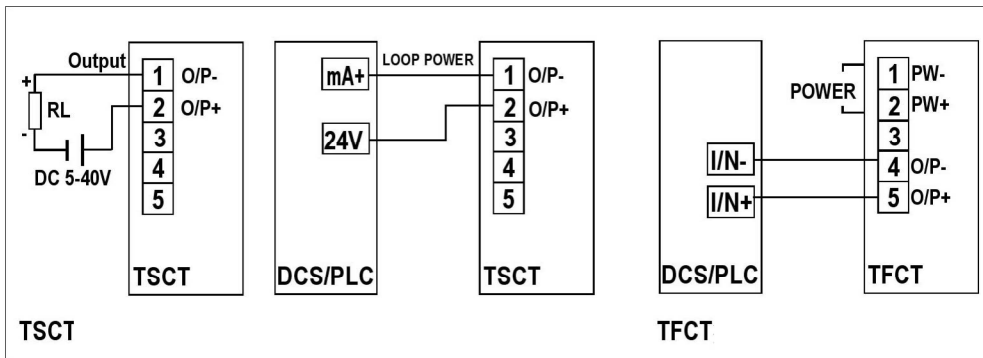 Output
+
RL
-
DC 5-40V
1 O/P-
2 O/P+
3
4
5
TSCT
mA+
24V
DCS/PLC
LOOP POWER
1 O/P-
2 O/P+
3
4
5
TSCT
TSCT
I/N-
I/N+
DCS/PLC
POWER
1 PW-
2 PW+
3
4 O/P-
5 O/P+
TFCT
TFCT